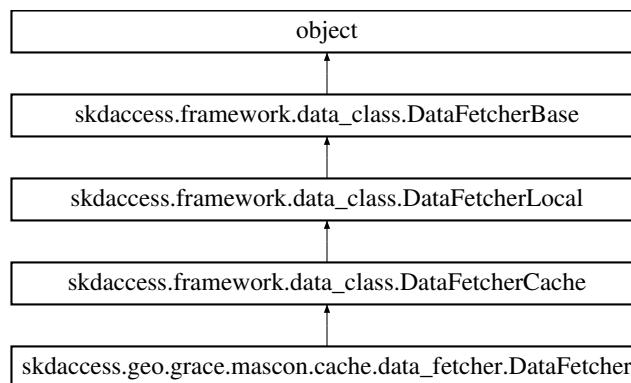 object
skdaccess.framework.data_class.DataFetcherBase
skdaccess.framework.data_class.DataFetcherLocal
skdaccess.framework.data_class.DataFetcherCache
skdaccess.geo.grace.mascon.cache.data_fetcher.DataFetcher